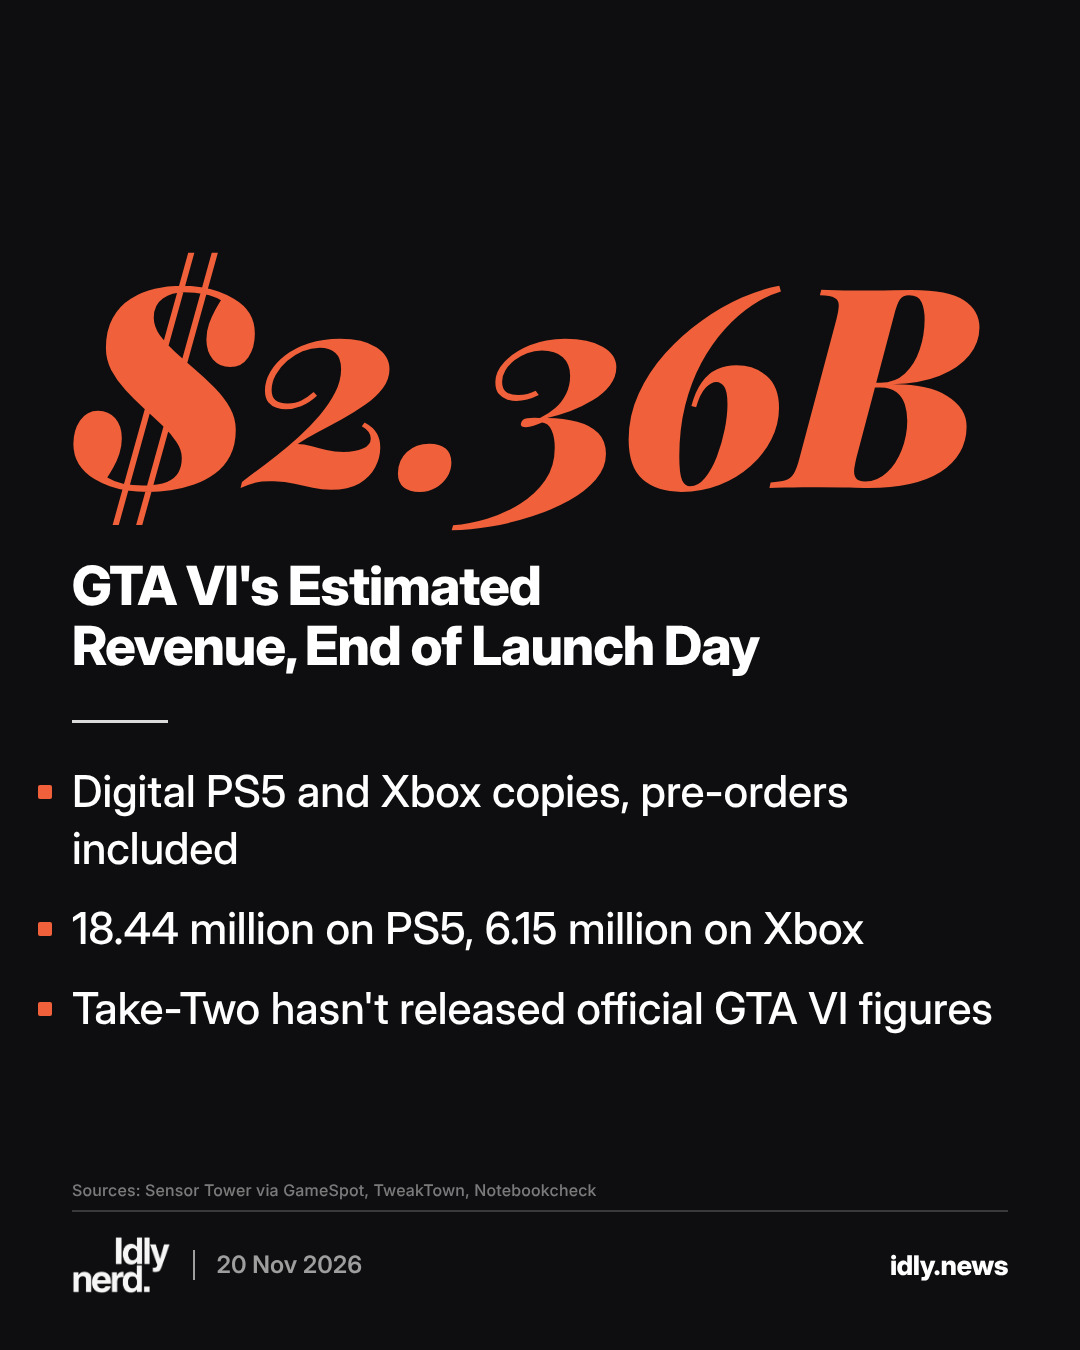 $2.36B
GTA VI's Estimated
Revenue, End of Launch Day
Digital PS5 and Xbox copies, pre-orders
included
18.44 million on PS5, 6.15 million on Xbox
Take-Two hasn't released official GTA VI figures
Sources: Sensor Tower via GameSpot, TweakTown, Notebookcheck
Idly
nerd.
20 Nov 2026
idly.news